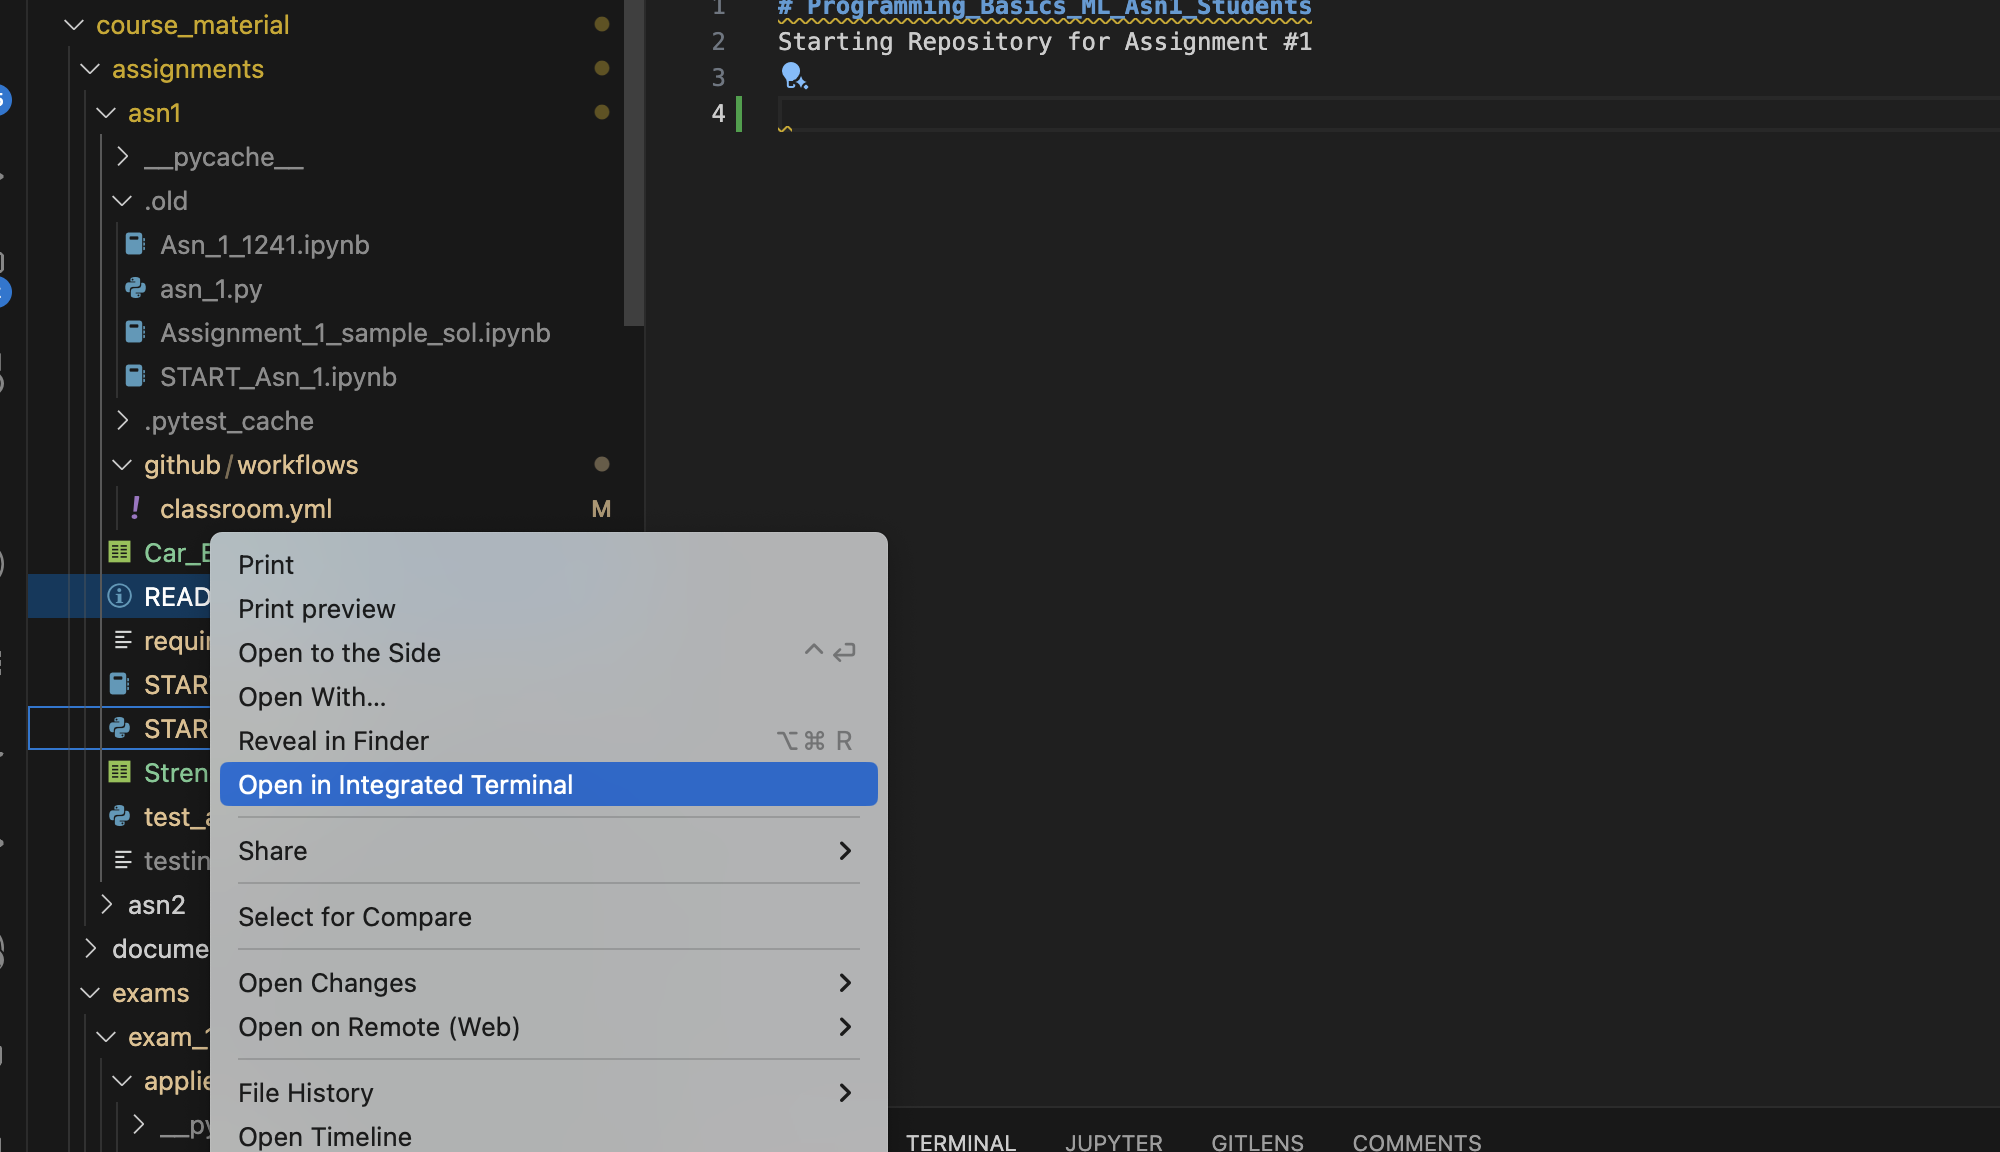 course_material
assignments
asn1
__pycache__
.old
Asn_1_1241.ipynb
asn_1.py
Assignment_1_sample_sol.ipynb
START_Asn_1.ipynb
.pytest_cache
github/workflows
classroom.yml M
Car_
READ
requi
STAR
STAR
Stren
test_
testin
asn2
docume
exams
exam_
applie
__py
1 # Programming_Basics_ML_Asn1_Students
2 Starting Repository for Assignment #1
3
4
Print
Print preview
Open to the Side ^ ↩
Open With...
Reveal in Finder ⌥⌘ R
Open in Integrated Terminal
Share
Select for Compare
Open Changes
Open on Remote (Web)
File History
Open Timeline
TERMINAL JUPYTER GITLENS COMMENTS